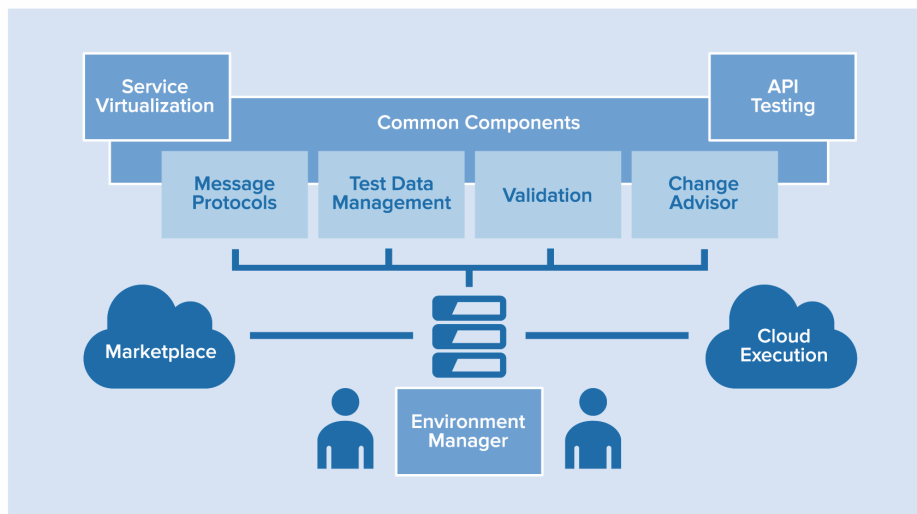 Service
Virtualization
API
Testing
Common Components
Message
Protocols
Test Data
Management
Validation
Change
Advisor
Marketplace
Cloud
Execution
Environment
Manager